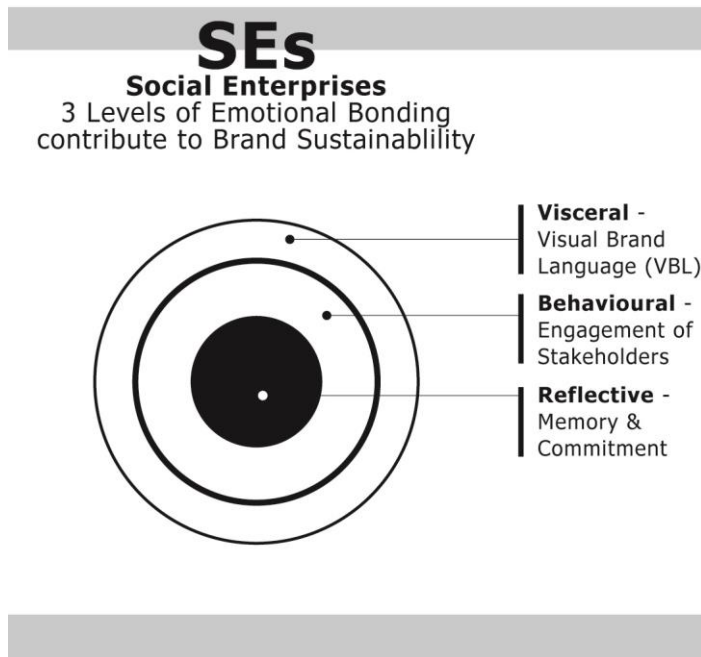 SEs
Social Enterprises
3 Levels of Emotional Bonding
contribute to Brand Sustainablility
Visceral -
Visual Brand
Language (VBL)
Behavioural -
Engagement of
Stakeholders
Reflective -
Memory &
Commitment